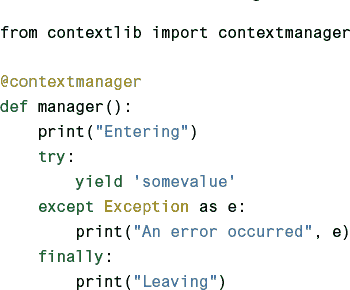 from contextlib import contextmanager
@contextmanager
def manager():
    print("Entering")
    try:
        yield 'somevalue'
    except Exception as e:
        print("An error occurred", e)
    finally:
        print("Leaving")